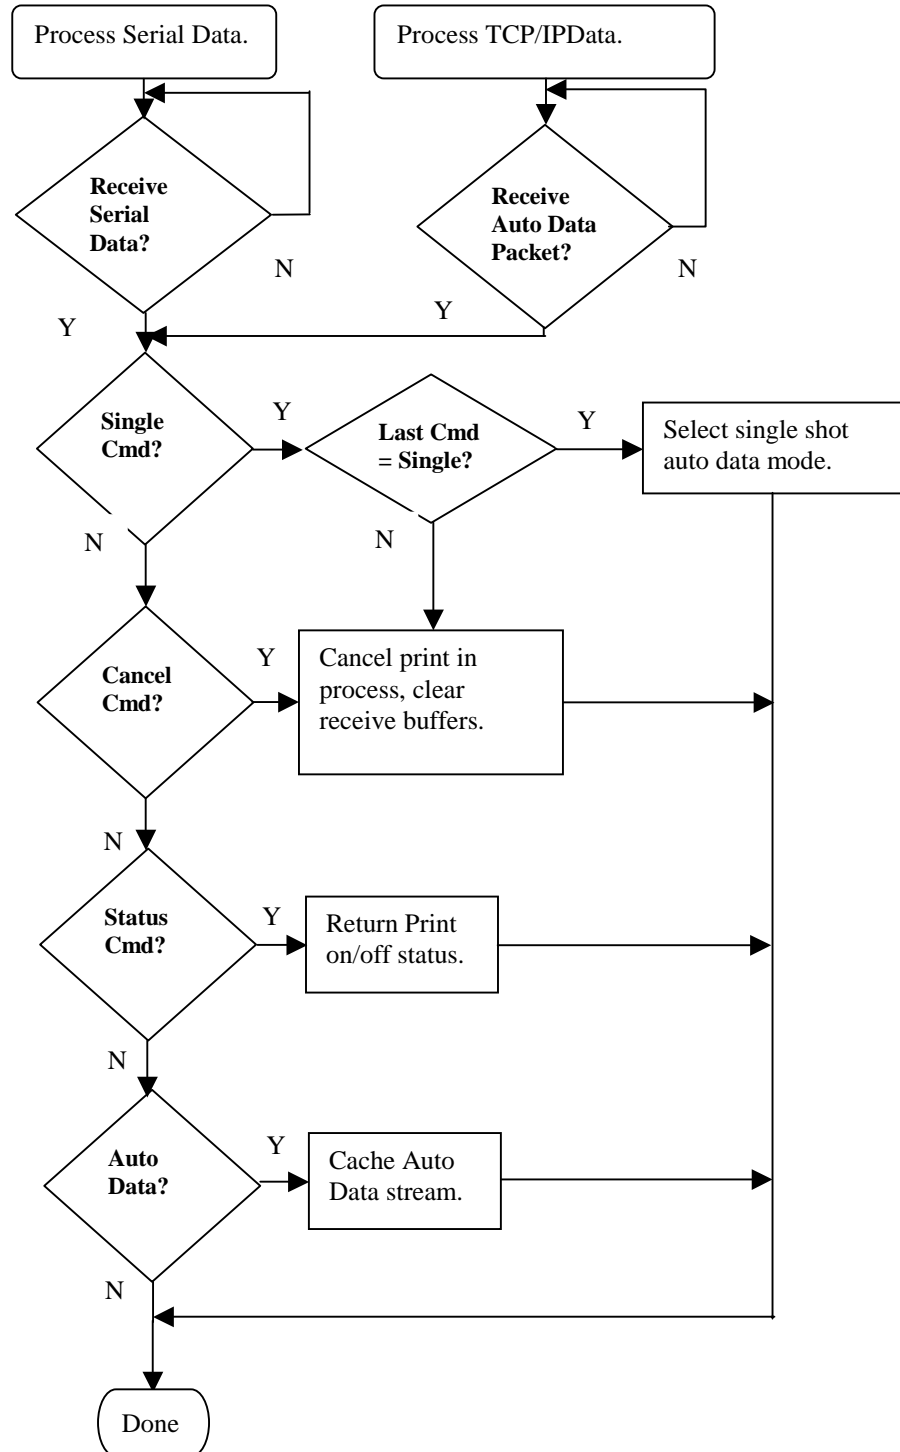 Process Serial Data.
Process TCP/IPData.
Receive
Serial
Data?
N
Receive
Auto Data
Packet?
N
Y
Y
Single
Cmd?
Y
Last Cmd
= Single?
Y
Select single shot
auto data mode.
N
N
Cancel
Cmd?
Y
Cancel print in
process, clear
receive buffers.
N
Status
Cmd?
Y
Return Print
on/off status.
N
Auto
Data?
Y
Cache Auto
Data stream.
N
Done